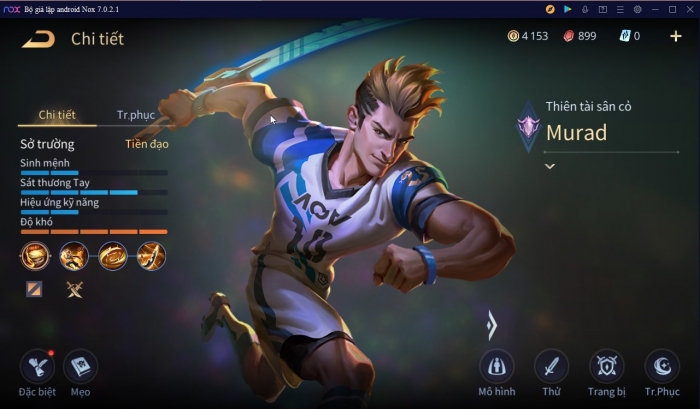 nox Bộ giả lập android Nox 7.0.2.1
Chi tiết
4 153 899 0 +
Chi tiết Tr.phục
Sở trường Tiền đạo
Sinh mệnh
Sát thương Tay
Hiệu ứng kỹ năng
Độ khó
Thiên tài sân cỏ
Murad
AOV
Đặc biệt Mẹo
Mô hình Thử Trang bị Tr.Phục